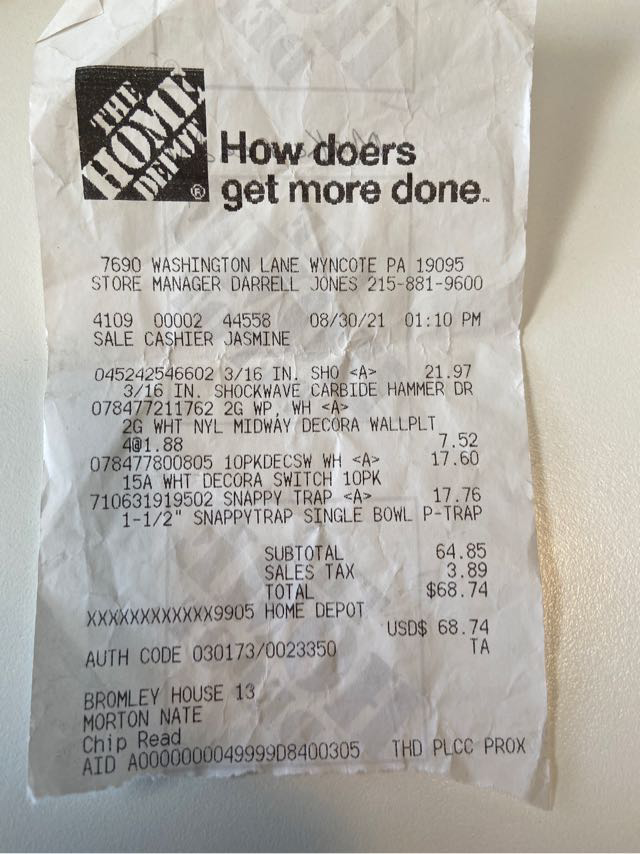 THE
HOME
DEPOT
®
How doers
get more done.™
7690 WASHINGTON LANE WYNCOTE PA 19095
STORE MANAGER DARRELL JONES 215-881-9600
4109 00002 44558 08/30/21 01:10 PM
SALE CASHIER JASMINE
045242546602 3/16 IN. SHO <A> 21.97
3/16 IN. SHOCKWAVE CARBIDE HAMMER DR
078477211762 2G WP, WH <A>
2G WHT NYL MIDWAY DECORA WALLPLT
4@1.88 7.52
078477800805 10PKDECSW WH <A> 17.60
15A WHT DECORA SWITCH 10PK
710631919502 SNAPPY TRAP <A> 17.76
1-1/2" SNAPPYTRAP SINGLE BOWL P-TRAP
SUBTOTAL 64.85
SALES TAX 3.89
TOTAL $68.74
XXXXXXXXXXXX9905 HOME DEPOT
USD$ 68.74
AUTH CODE 030173/0023350 TA
BROMLEY HOUSE 13
MORTON NATE
Chip Read
AID A0000000049999D8400305 THD PLCC PROX